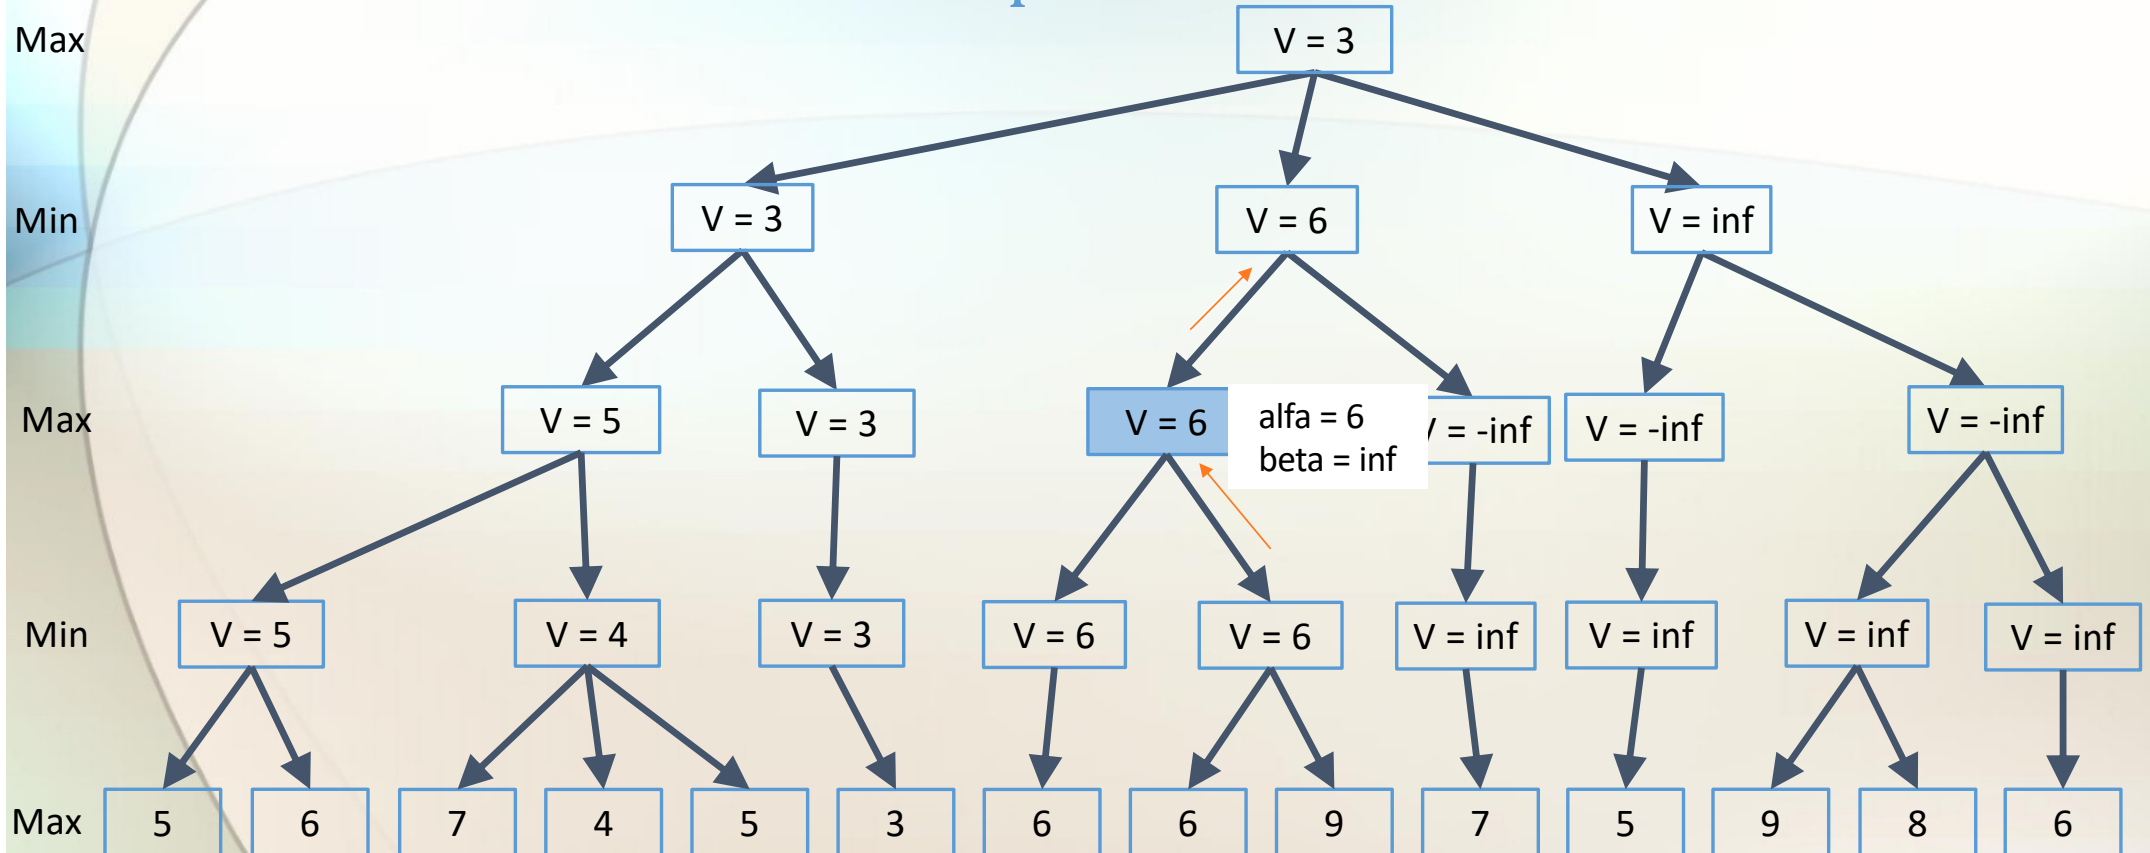 Max
V = 3
Min
V = 3
V = 6
V = inf
Max
V = 5
V = 3
V = 6
alfa = 6
beta = inf
V = -inf
V = -inf
V = -inf
Min
V = 5
V = 4
V = 3
V = 6
V = 6
V = inf
V = inf
V = inf
V = inf
Max
5
6
7
4
5
3
6
6
9
7
5
9
8
6